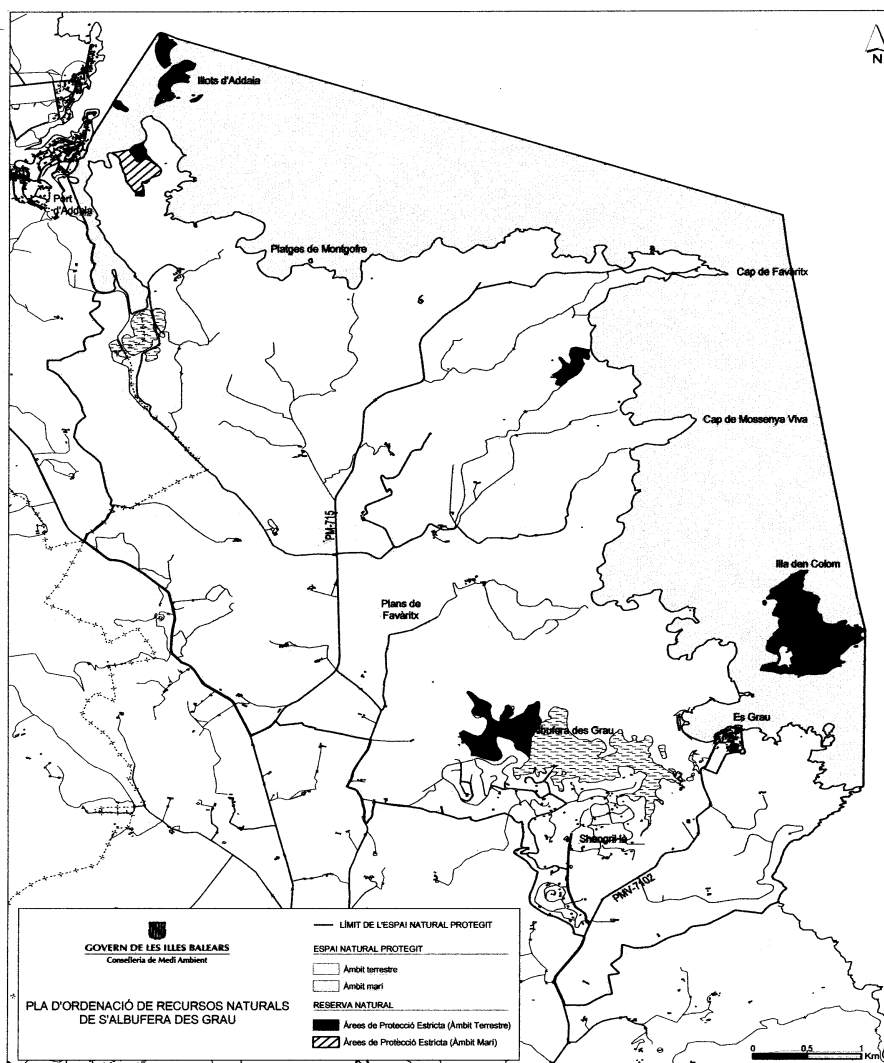 N
Illots d'Addaia
Port
d'Addaia
Platges de Montgofre
Cap de Favàritx
Cap de Mossenya Viva
PM-715
Illa den Colom
Plans de
Favàritx
Es Grau
bufera des Grau
Shangri-là
PMV-7102
GOVERN DE LES ILLES BALEARS
Conselleria de Medi Ambient
PLA D'ORDENACIÓ DE RECURSOS NATURALS
DE S'ALBUFERA DES GRAU
LÍMIT DE L'ESPAI NATURAL PROTEGIT
ESPAI NATURAL PROTEGIT
Àmbit terrestre
Àmbit marí
RESERVA NATURAL
Àrees de Protecció Estricta (Àmbit Terrestre)
Àrees de Protecció Estricta (Àmbit Marí)
0 0,5 1
Km